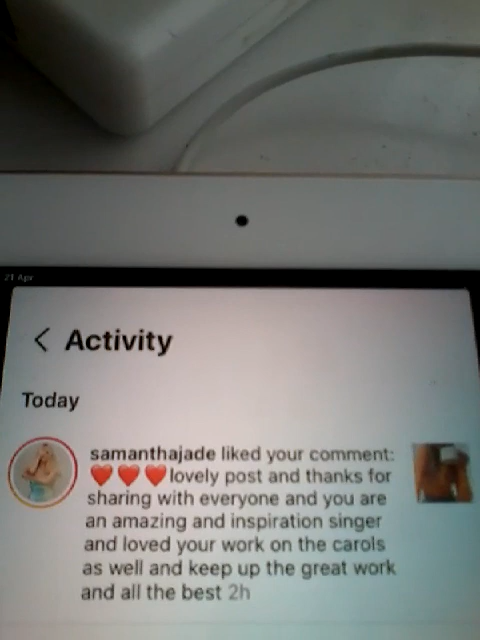 21 Apr
Activity
Today
samanthajade liked your comment:
❤️❤️❤️lovely post and thanks for
sharing with everyone and you are
an amazing and inspiration singer
and loved your work on the carols
as well and keep up the great work
and all the best 2h